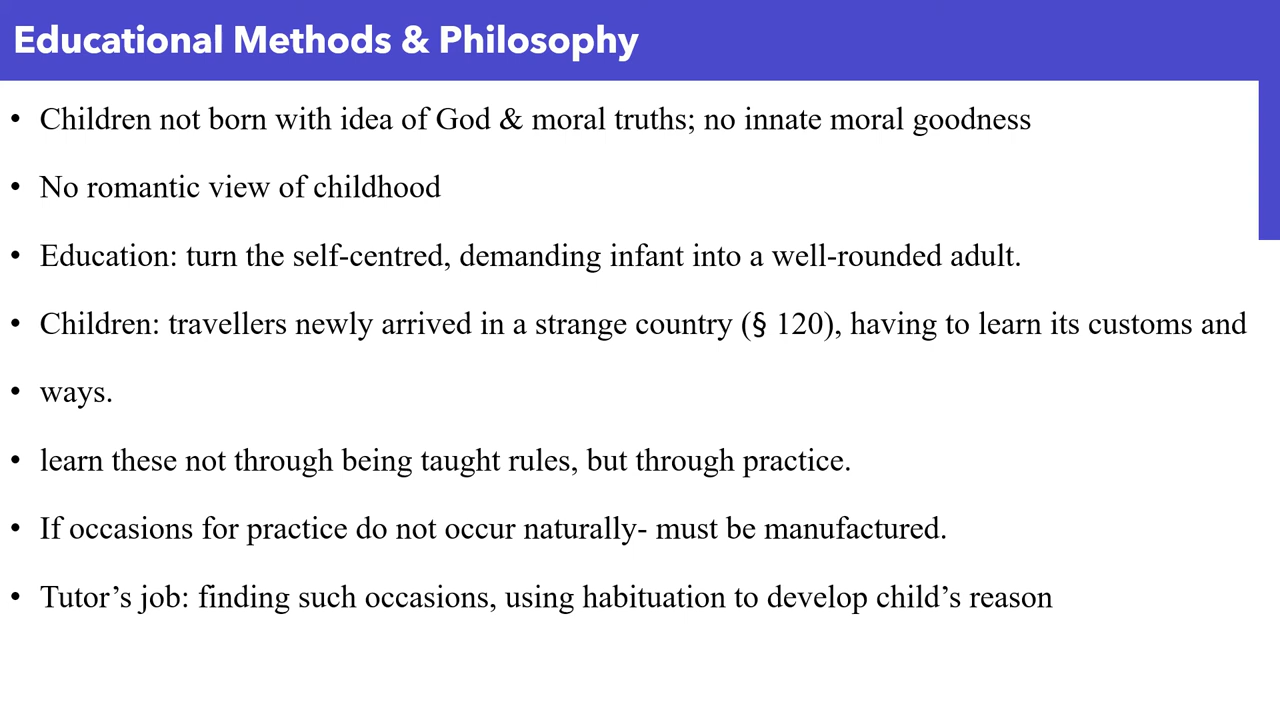 Educational Methods & Philosophy
• Children not born with idea of God & moral truths; no innate moral goodness
• No romantic view of childhood
• Education: turn the self-centred, demanding infant into a well-rounded adult.
• Children: travellers newly arrived in a strange country (§ 120), having to learn its customs and
• ways.
• learn these not through being taught rules, but through practice.
• If occasions for practice do not occur naturally- must be manufactured.
• Tutor’s job: finding such occasions, using habituation to develop child’s reason